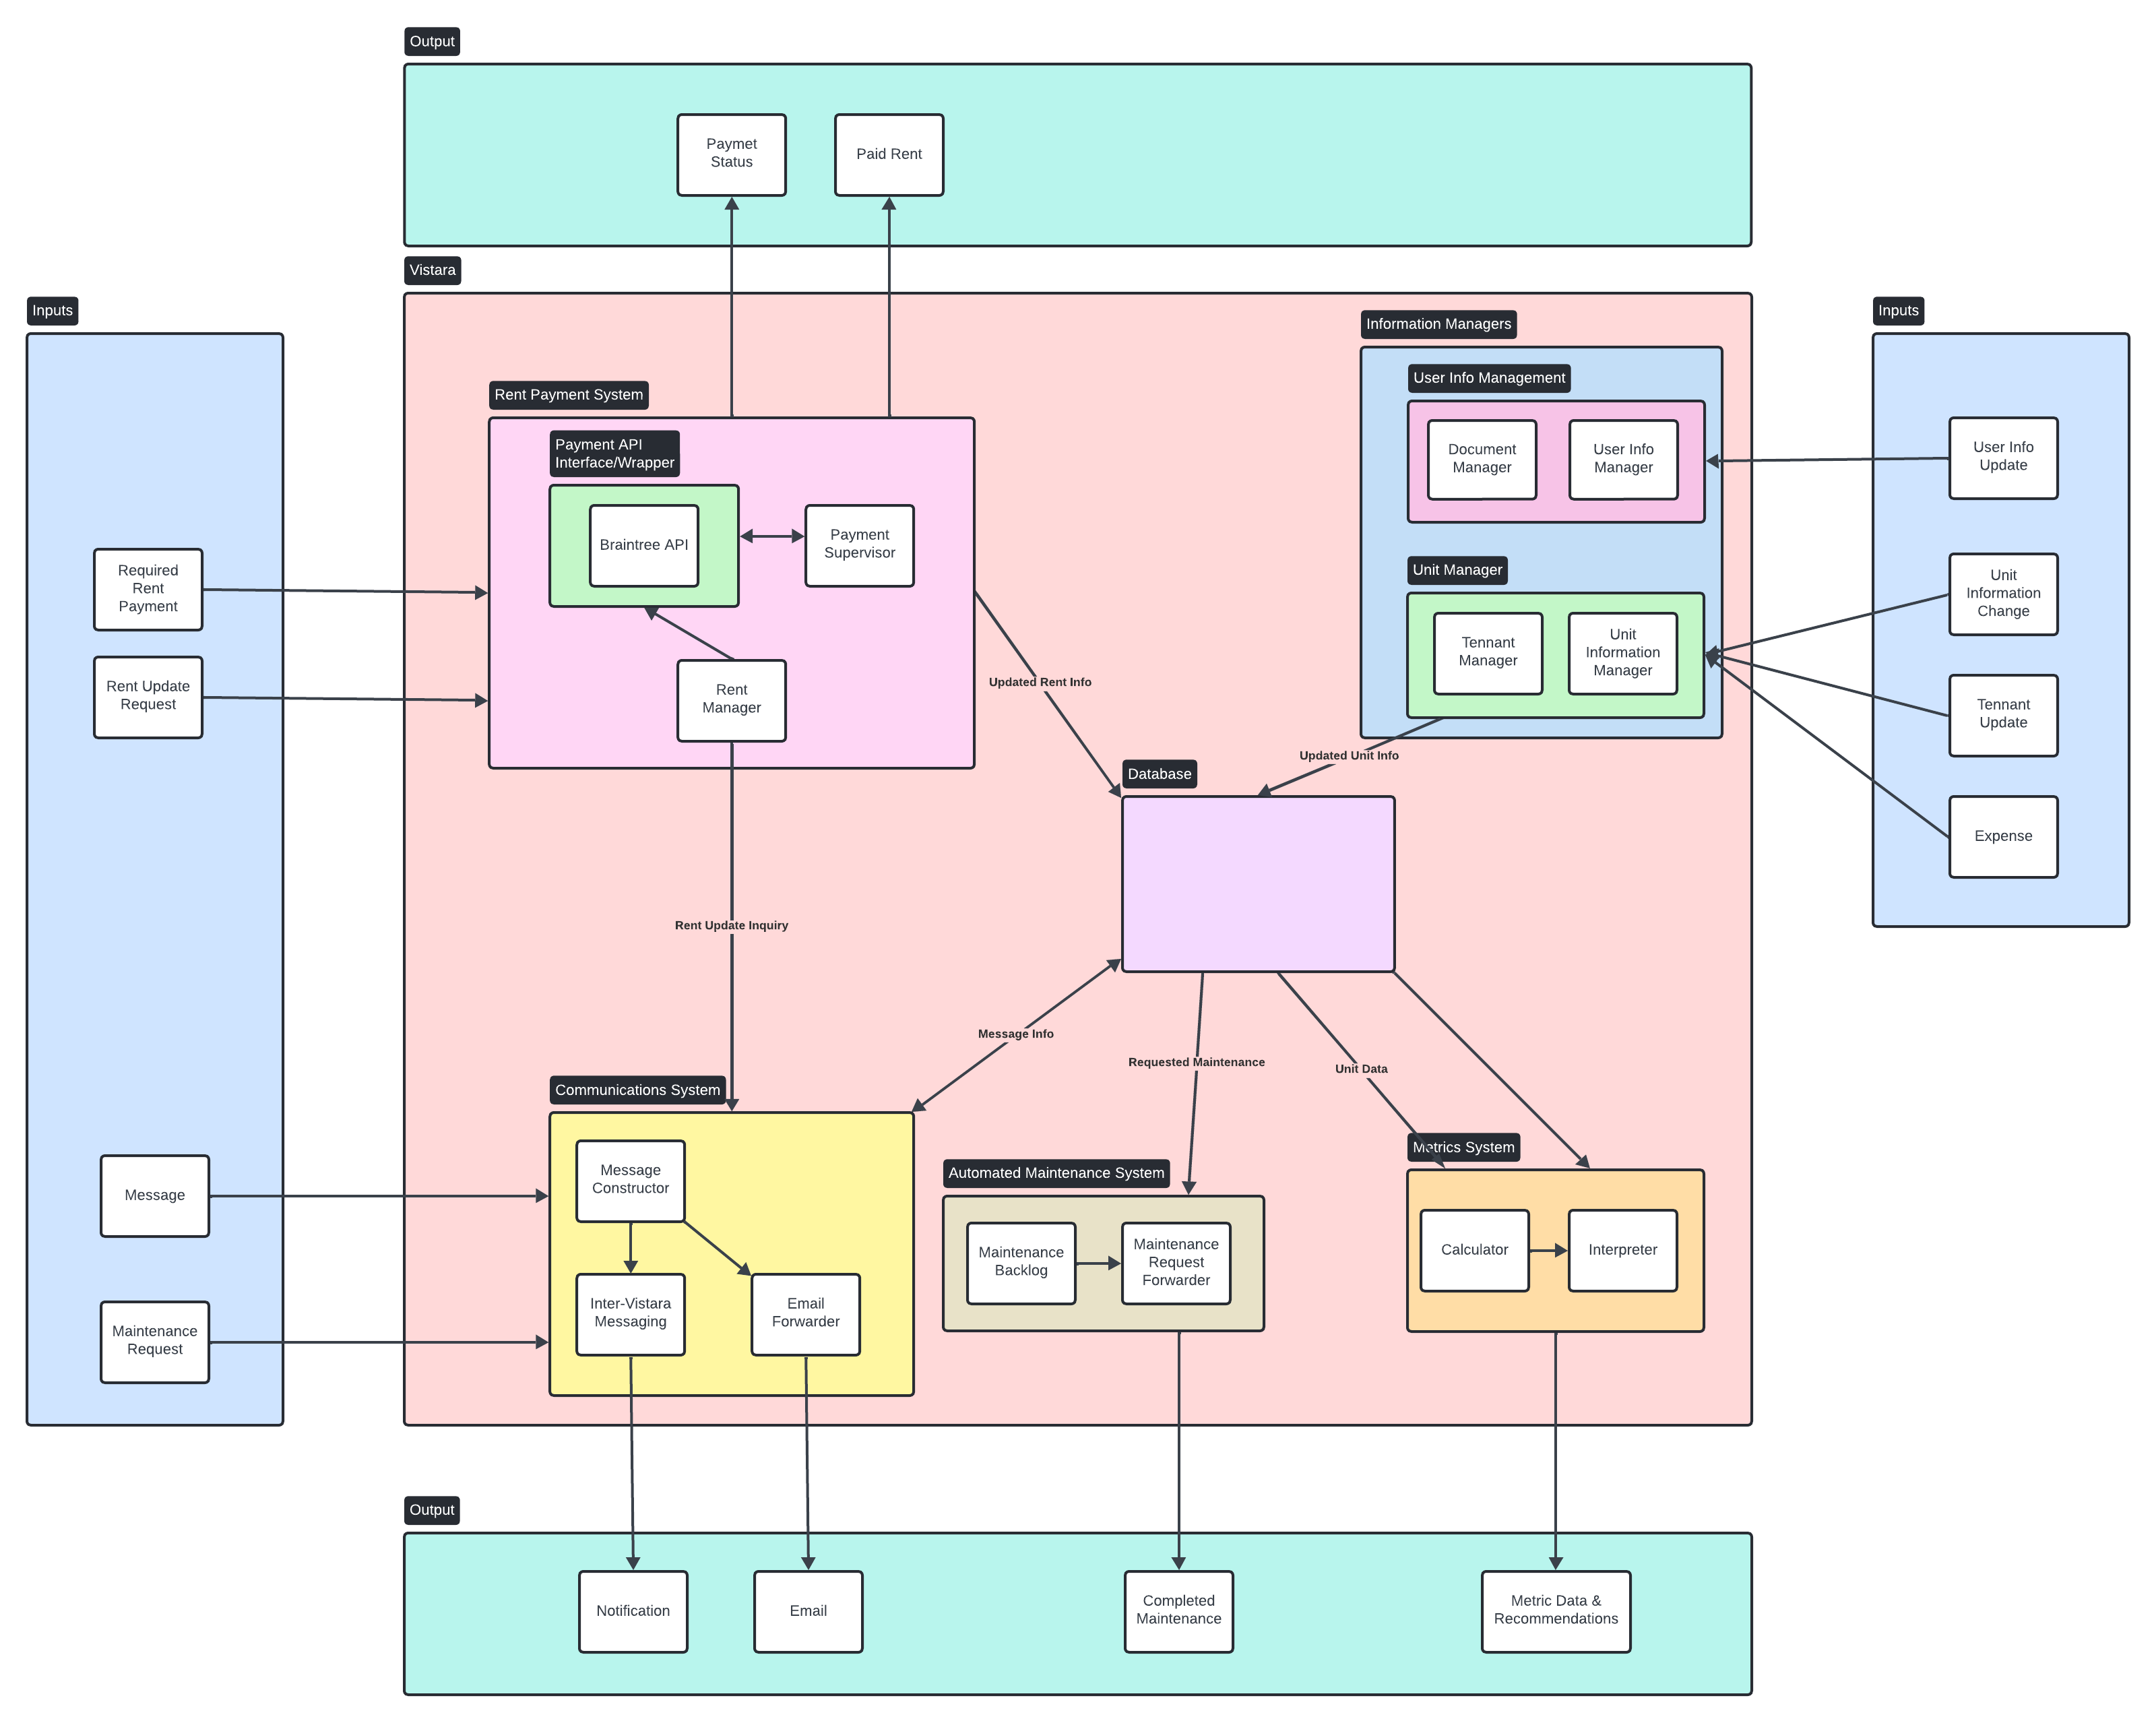 Output
Paymet
Status
Paid Rent
Vistara
Inputs
Required
Rent
Payment
Rent Update
Request
Message
Maintenance
Request
Rent Payment System
Payment API
Interface/Wrapper
Braintree API
Payment
Supervisor
Rent
Manager
Information Managers
User Info Management
Document
Manager
User Info
Manager
Unit Manager
Tennant
Manager
Unit
Information
Manager
Inputs
User Info
Update
Unit
Information
Change
Tennant
Update
Expense
Updated Rent Info
Updated Unit Info
Database
Rent Update Inquiry
Message Info
Requested Maintenance
Unit Data
Communications System
Message
Constructor
Inter-Vistara
Messaging
Email
Forwarder
Automated Maintenance System
Maintenance
Backlog
Maintenance
Request
Forwarder
Metrics System
Calculator
Interpreter
Output
Notification
Email
Completed
Maintenance
Metric Data &
Recommendations